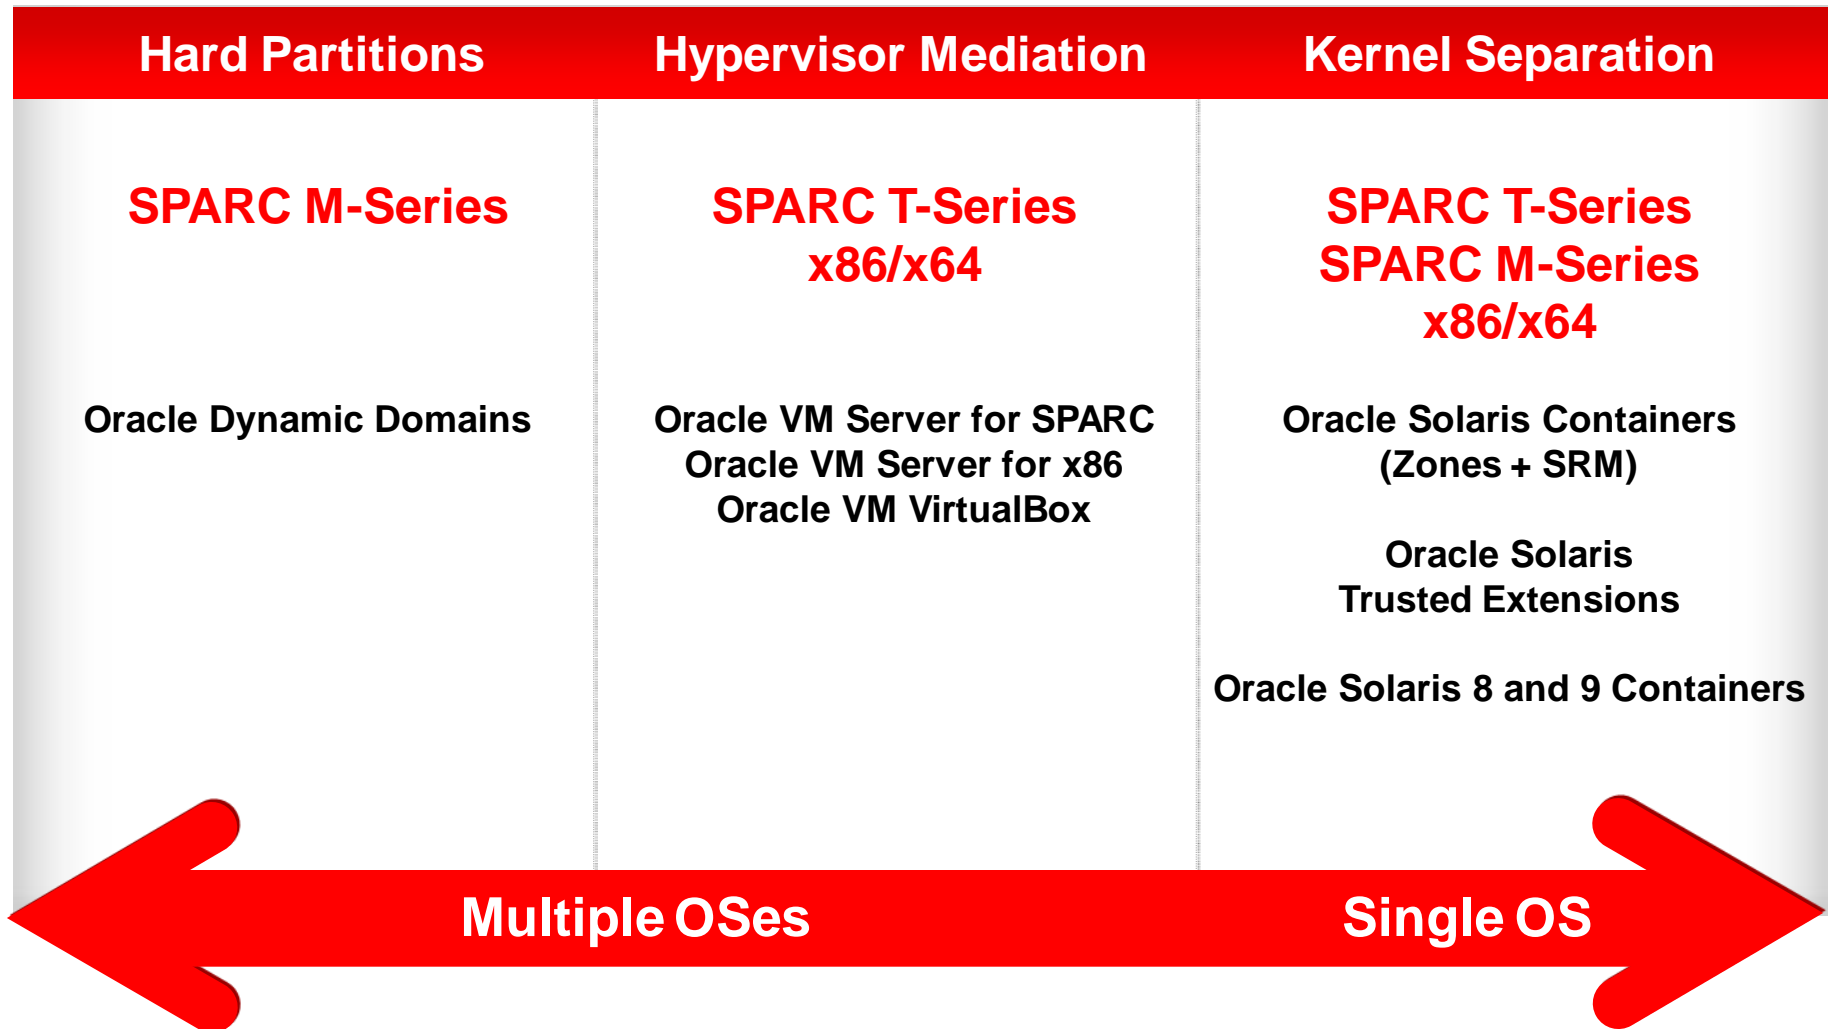 Hard Partitions
Hypervisor Mediation
Kernel Separation
SPARC M-Series
Oracle Dynamic Domains
SPARC T-Series
x86/x64
Oracle VM Server for SPARC
Oracle VM Server for x86
Oracle VM VirtualBox
SPARC T-Series
SPARC M-Series
x86/x64
Oracle Solaris Containers
(Zones + SRM)
Oracle Solaris
Trusted Extensions
Oracle Solaris 8 and 9 Containers
Multiple OSes
Single OS